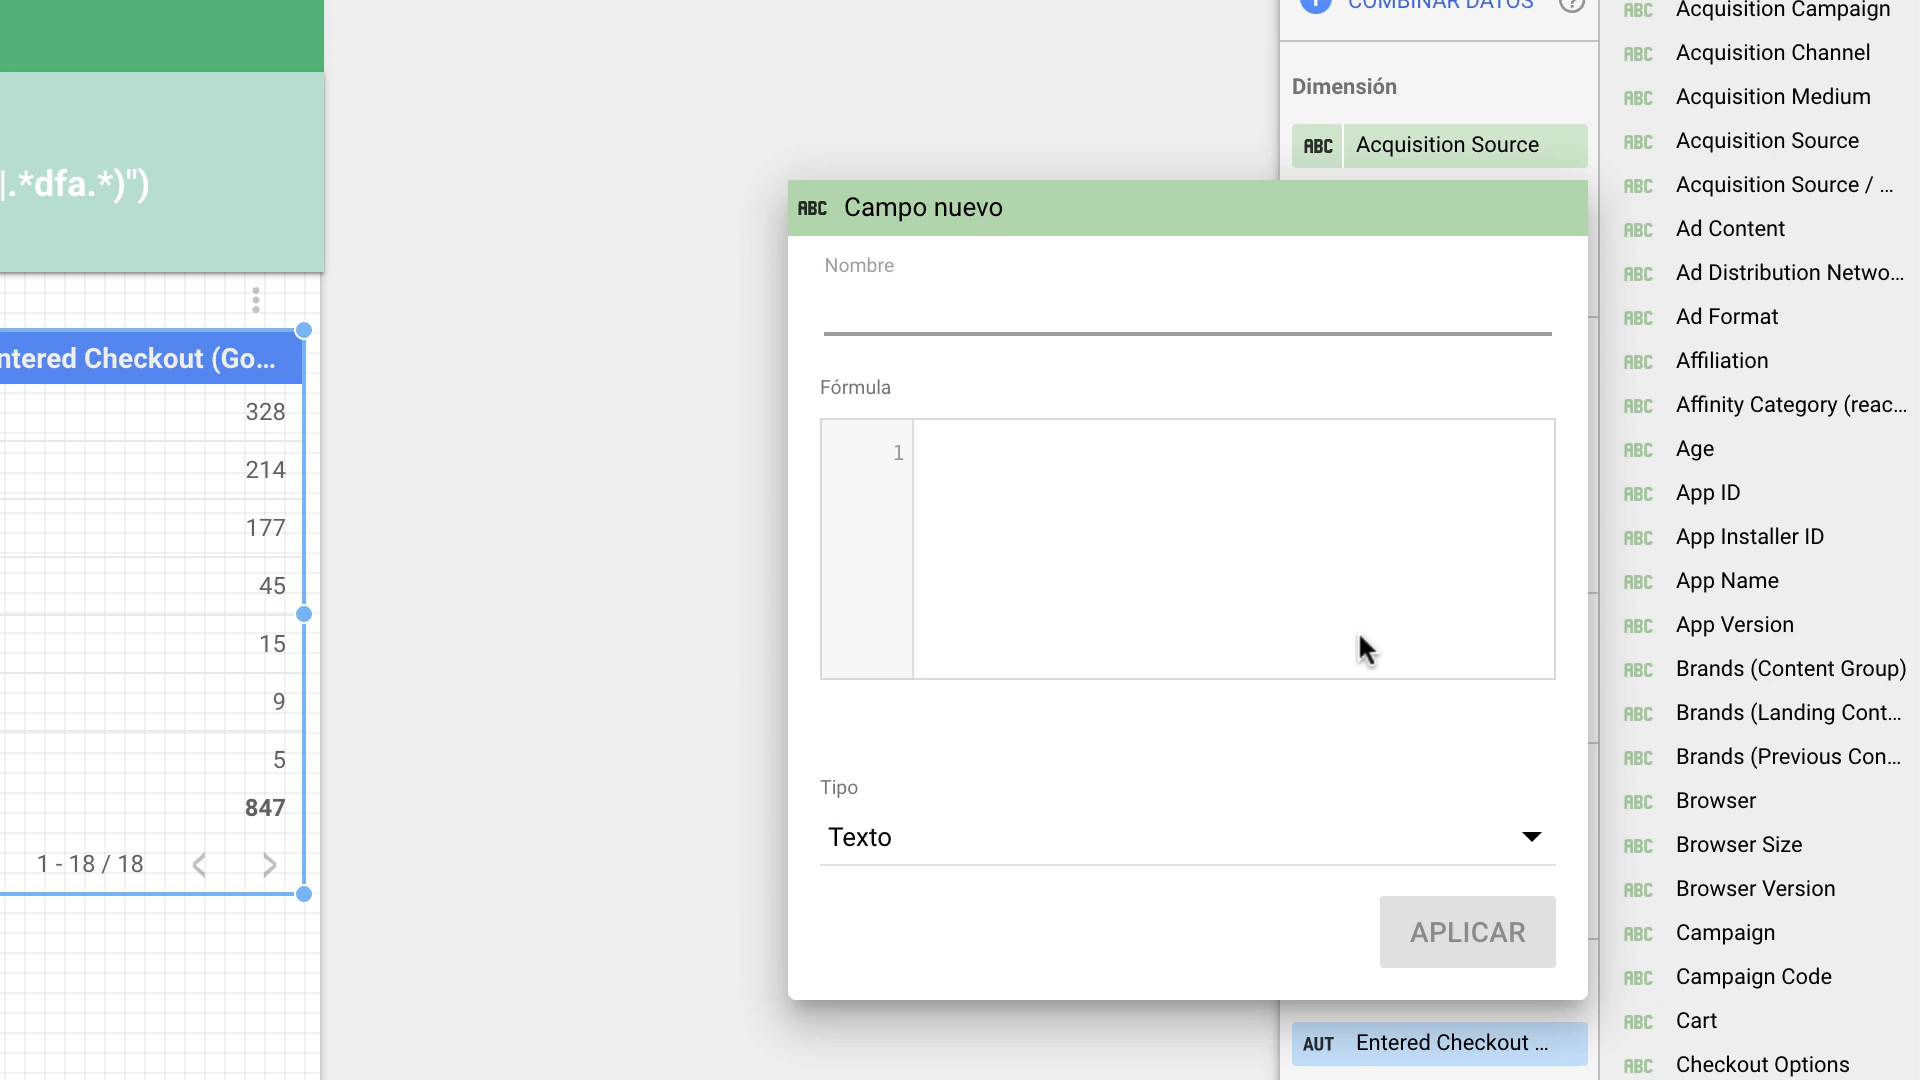 |.*dfa.*)")
ntered Checkout (Go...
328
214
177
45
15
9
5
847
1 - 18 / 18
COMBINAR DATOS
Dimensión
ABC Acquisition Source
ABC Campo nuevo
Nombre
Fórmula
1
Tipo
Texto
APLICAR
AUT Entered Checkout ...
ABC Acquisition Campaign
ABC Acquisition Channel
ABC Acquisition Medium
ABC Acquisition Source
ABC Acquisition Source / ...
ABC Ad Content
ABC Ad Distribution Netwo...
ABC Ad Format
ABC Affiliation
ABC Affinity Category (reac...
ABC Age
ABC App ID
ABC App Installer ID
ABC App Name
ABC App Version
ABC Brands (Content Group)
ABC Brands (Landing Cont...
ABC Brands (Previous Con...
ABC Browser
ABC Browser Size
ABC Browser Version
ABC Campaign
ABC Campaign Code
ABC Cart
ABC Checkout Options